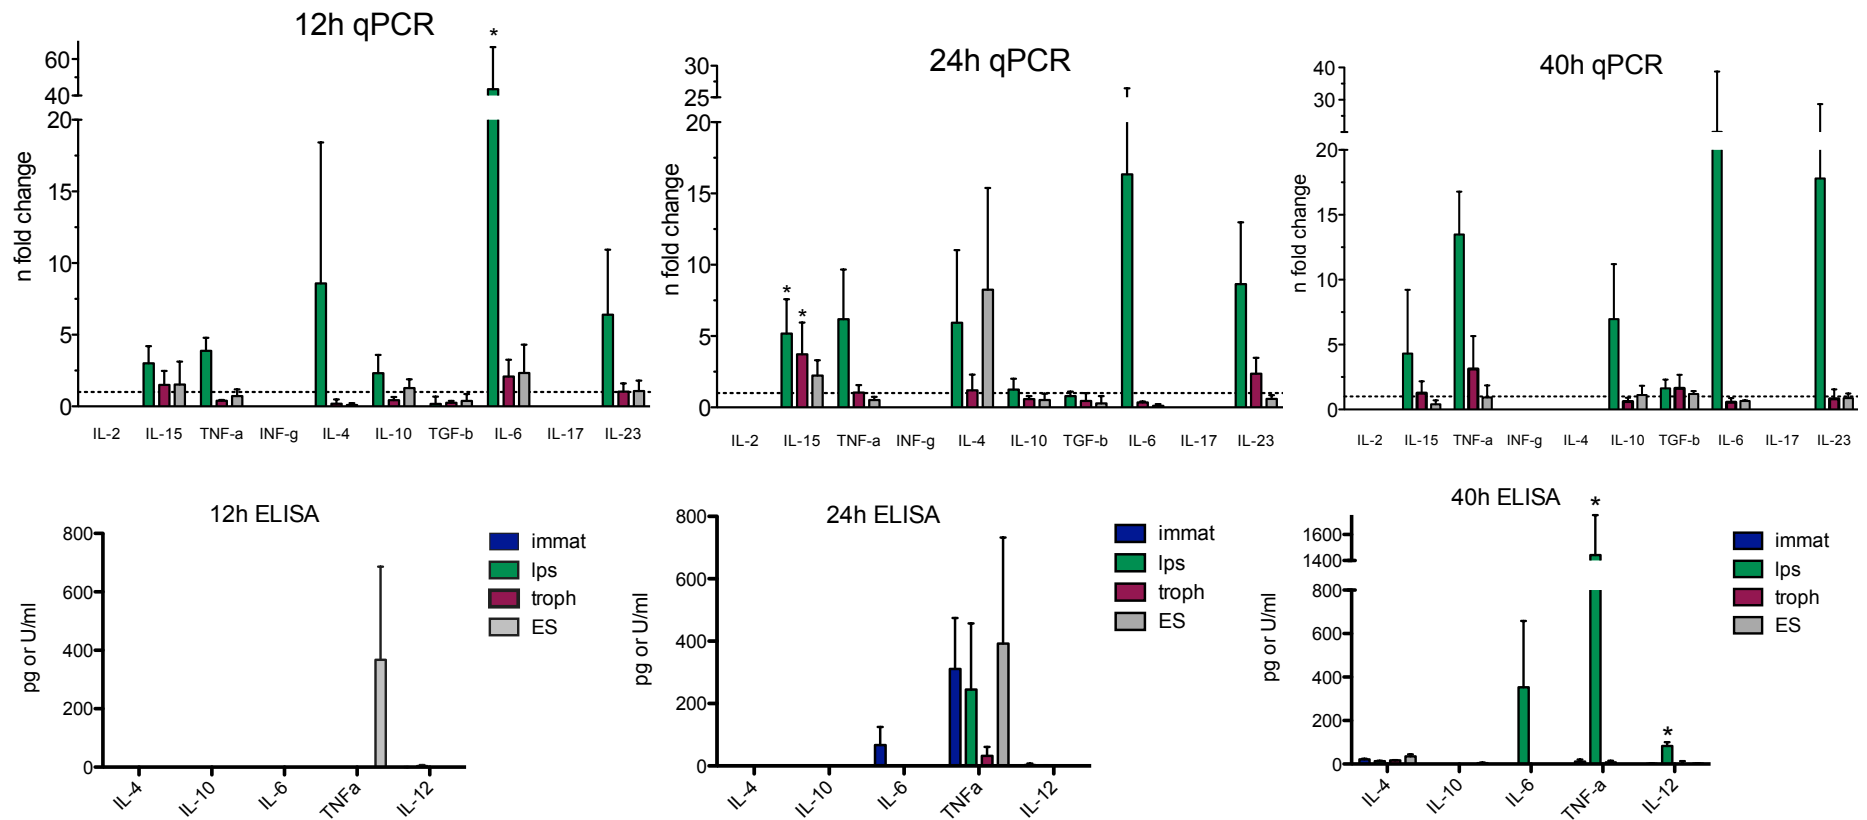 12h qPCR
*
60
40
20
15
10
5
0
n fold change
IL-2 IL-15 TNF-a INF-g IL-4 IL-10 TGF-b IL-6 IL-17 IL-23
24h qPCR
30
25
20
15
10
5
0
n fold change
* *
IL-2 IL-15 TNF-a INF-g IL-4 IL-10 TGF-b IL-6 IL-17 IL-23
40h qPCR
40
30
20
15
10
5
0
n fold change
IL-2 IL-15 TNF-a INF-g IL-4 IL-10 TGF-b IL-6 IL-17 IL-23
12h ELISA
800
600
400
200
0
pg or U/ml
IL-4 IL-10 IL-6 TNFa IL-12
immat
lps
troph
ES
24h ELISA
800
600
400
200
0
pg or U/ml
IL-4 IL-10 IL-6 TNFa IL-12
immat
lps
troph
ES
40h ELISA
*
1600
1400
800
600
400
200
0
pg or U/ml
*
IL-4 IL-10 IL-6 TNF-a IL-12
immat
lps
troph
ES